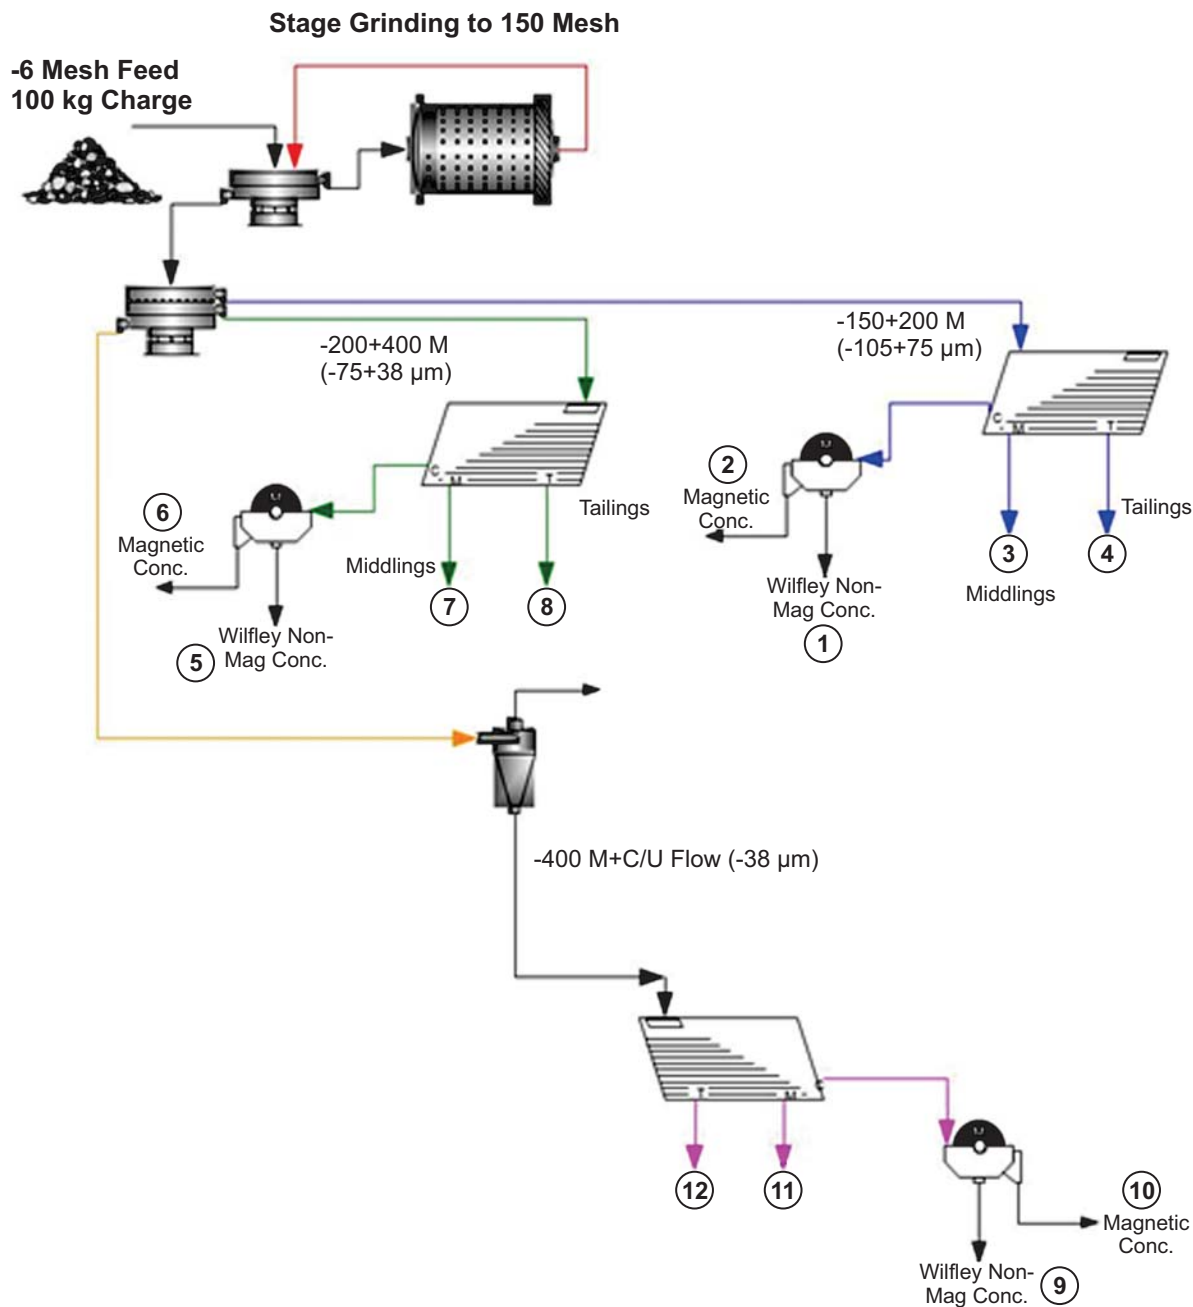 Stage Grinding to 150 Mesh
-6 Mesh Feed
100 kg Charge
-200+400 M
(-75+38 µm)
-150+200 M
(-105+75 µm)
C
M
T
Tailings
C
M
T
Tailings
2
Magnetic
Conc.
6
Magnetic
Conc.
Middlings
7
8
3
4
Middlings
Wilfley Non-
Mag Conc.
1
Wilfley Non-
Mag Conc.
5
-400 M+C/U Flow (-38 µm)
T
M
C
12
11
10
Magnetic
Conc.
Wilfley Non-
Mag Conc.
9